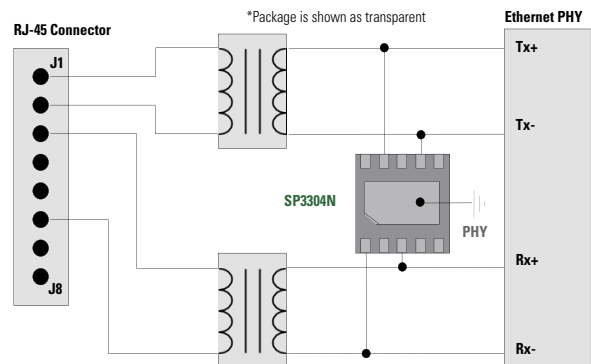 *Package is shown as transparent
Ethernet PHY
RJ-45 Connector
J1
Tx+
Tx-
SP3304N
PHY
Rx+
J8
Rx-